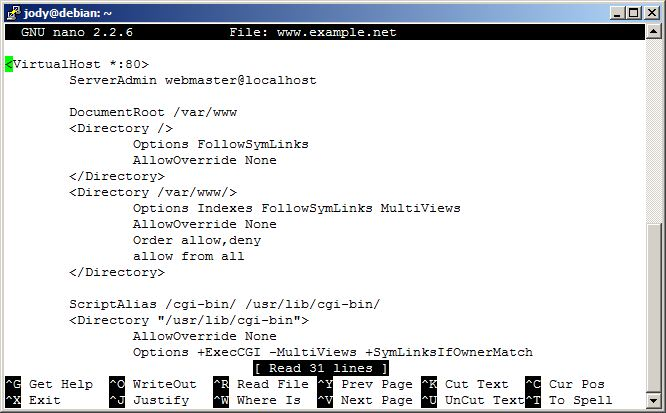 jody@debian: ~
GNU nano 2.2.6 File: www.example.net
<VirtualHost *:80>
ServerAdmin webmaster@localhost
DocumentRoot /var/www
<Directory />
Options FollowSymLinks
AllowOverride None
</Directory>
<Directory /var/www/>
Options Indexes FollowSymLinks MultiViews
AllowOverride None
Order allow,deny
allow from all
</Directory>
ScriptAlias /cgi-bin/ /usr/lib/cgi-bin/
<Directory "/usr/lib/cgi-bin">
AllowOverride None
Options +ExecCGI -MultiViews +SymLinksIfOwnerMatch
[ Read 31 lines ]
^G Get Help ^O WriteOut ^R Read File ^Y Prev Page ^K Cut Text ^C Cur Pos
^X Exit ^J Justify ^W Where Is ^V Next Page ^U UnCut Text ^T To Spell